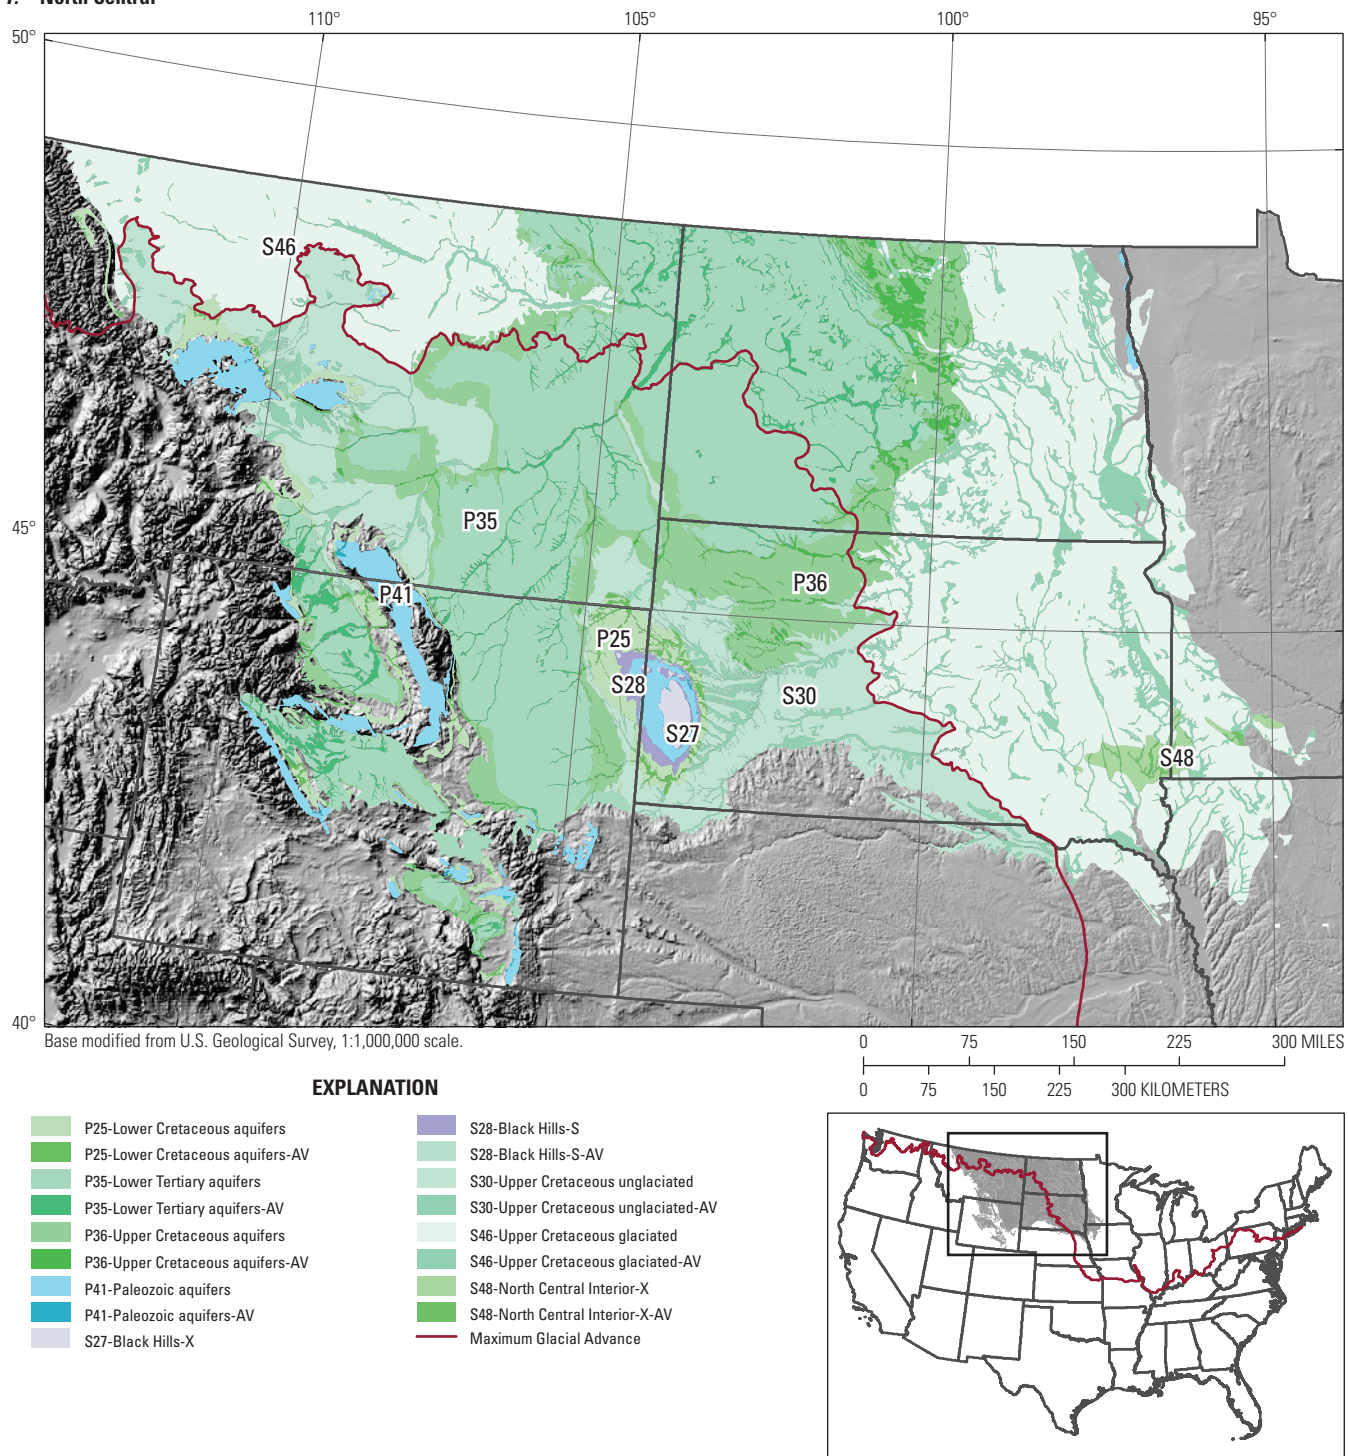 North Central
110° 105° 100° 95°
50°
S46
45°
P35
P36
P41
P25
S28
S30
S27
S48
40°
Base modified from U.S. Geological Survey, 1:1,000,000 scale.
0 75 150 225 300 MILES
0 75 150 225 300 KILOMETERS
EXPLANATION
P25-Lower Cretaceous aquifers
P25-Lower Cretaceous aquifers-AV
P35-Lower Tertiary aquifers
P35-Lower Tertiary aquifers-AV
P36-Upper Cretaceous aquifers
P36-Upper Cretaceous aquifers-AV
P41-Paleozoic aquifers
P41-Paleozoic aquifers-AV
S27-Black Hills-X
S28-Black Hills-S
S28-Black Hills-S-AV
S30-Upper Cretaceous unglaciated
S30-Upper Cretaceous unglaciated-AV
S46-Upper Cretaceous glaciated
S46-Upper Cretaceous glaciated-AV
S48-North Central Interior-X
S48-North Central Interior-X-AV
Maximum Glacial Advance